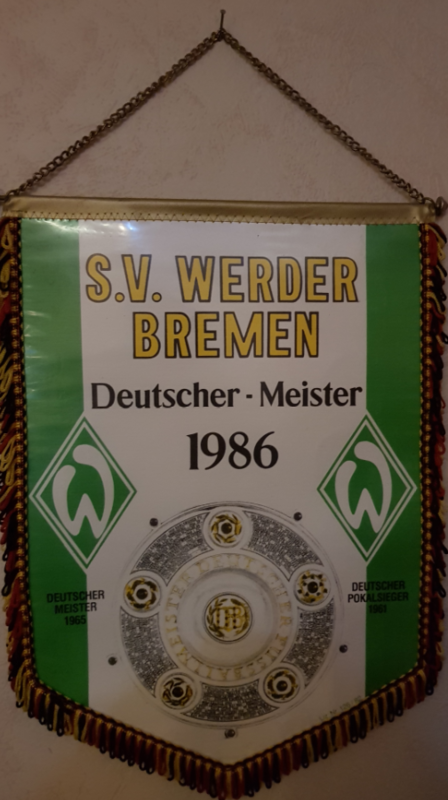 S.V. WERDER
BREMEN
Deutscher - Meister
1986
W
W
DEUTSCHER
MEISTER
1965
DEUTSCHER
POKALSIEGER
1961